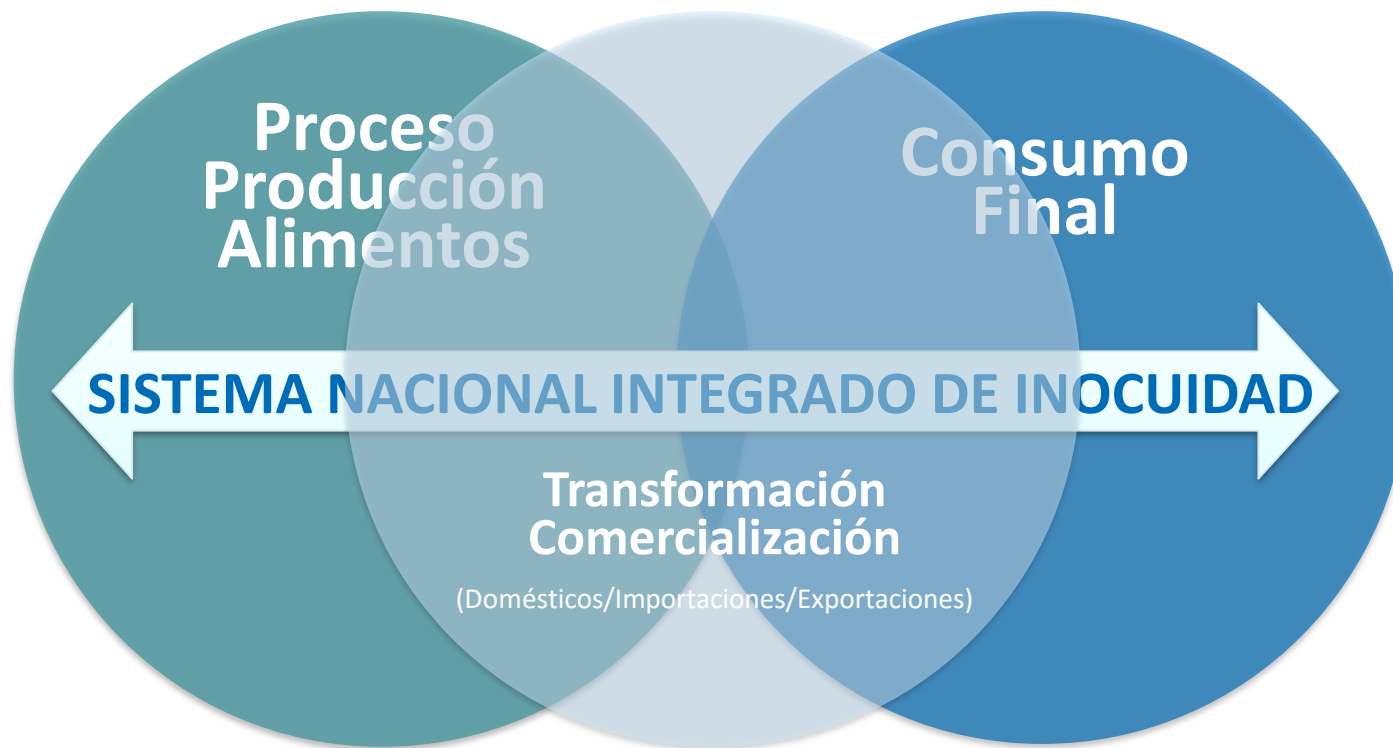 Proceso
Producción
Alimentos
Consumo
Final
SISTEMA NACIONAL INTEGRADO DE INOCUIDAD
Transformación
Comercialización
(Domésticos/Importaciones/Exportaciones)